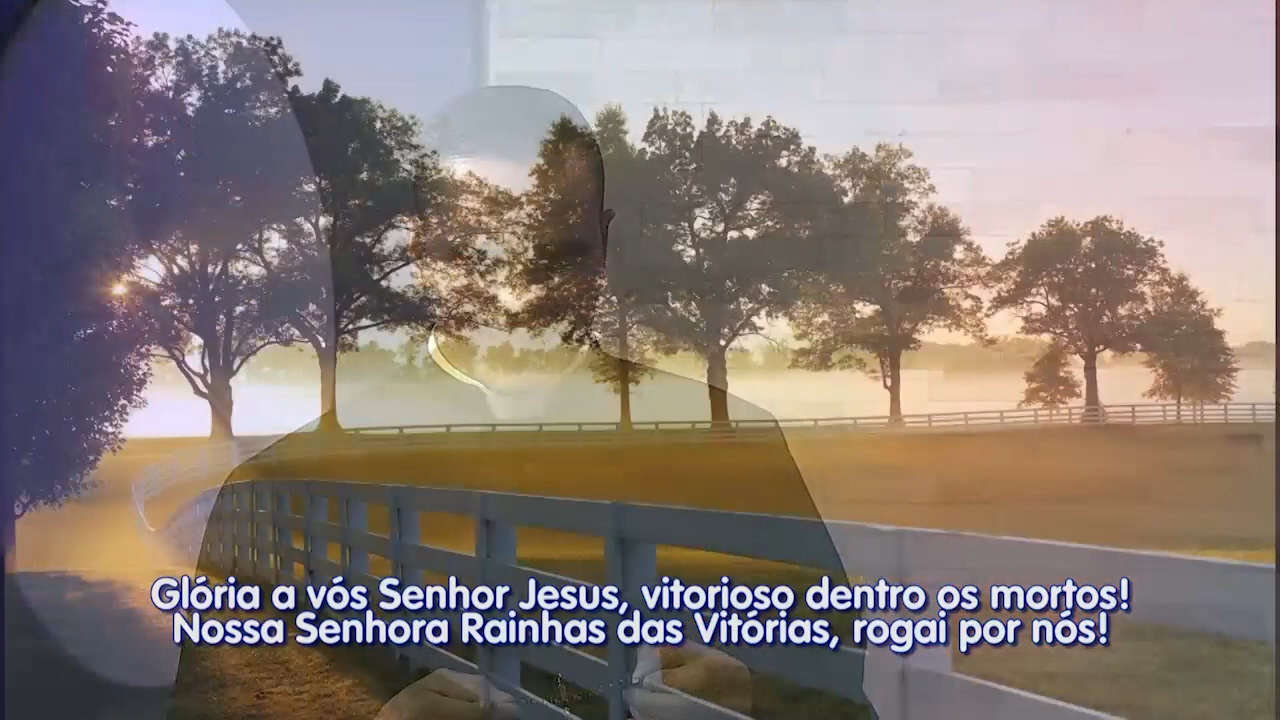 Glória a vós Senhor Jesus, vitorioso dentro os mortos!
Nossa Senhora Rainhas das Vitórias, rogai por nós!